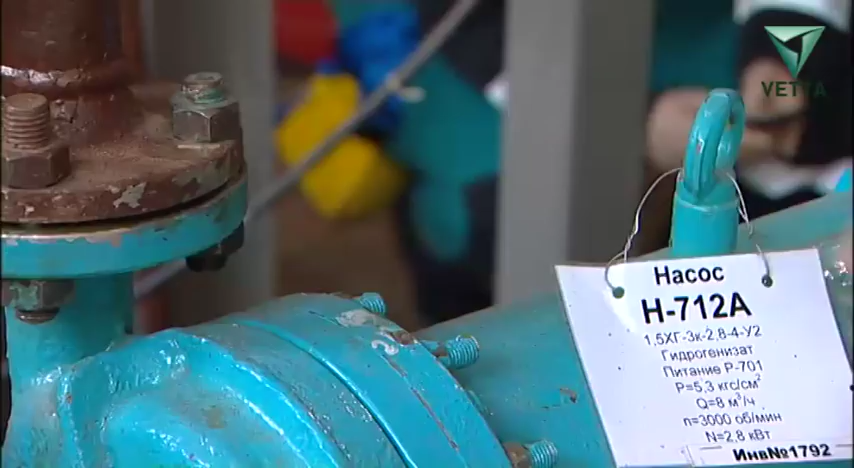 VETTA
Насос
Н-712А
1,5ХГ-3к-2,8-4-У2
Гидрогенизат
Питание Р-701
Р=5,3 кгс/см²
Q=8 м³/ч
n=3000 об/мин
N=2.8 кВт
Инв№1792